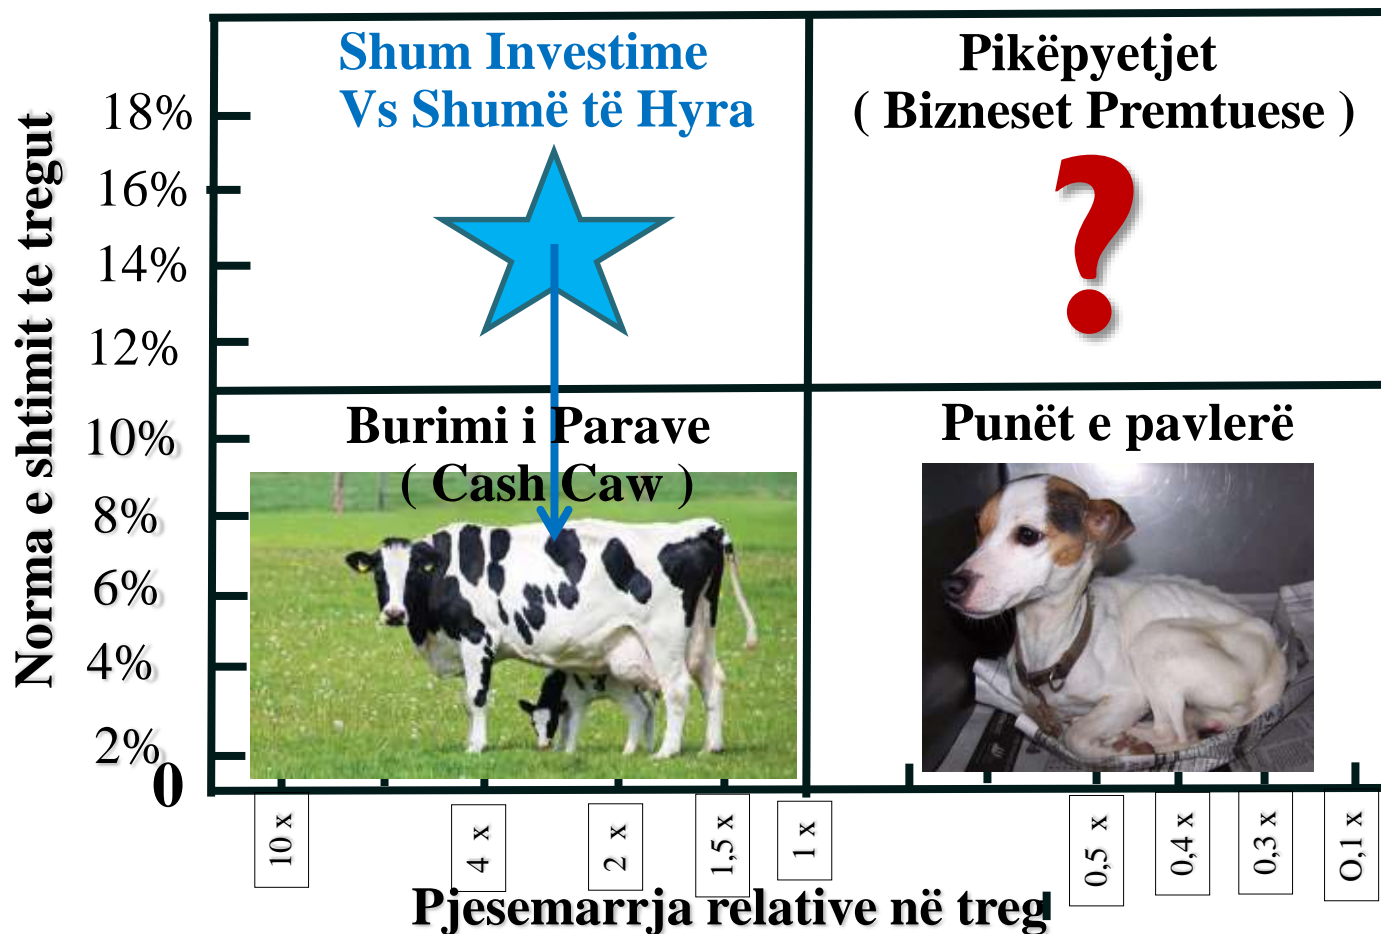 Shum Investime
Vs Shumë të Hyra
Pikëpyetjet
( Bizneset Premtuese )
?
Norma e shtimit te tregut
18%
16%
14%
12%
10%
8%
6%
4%
2%
0
Burimi i Parave
( Cash Caw )
Punët e pavlerë
10 x
4 x
2 x
1,5 x
1 x
0,5 x
0,4 x
0,3 x
O,1 x
Pjesemarrja relative në treg